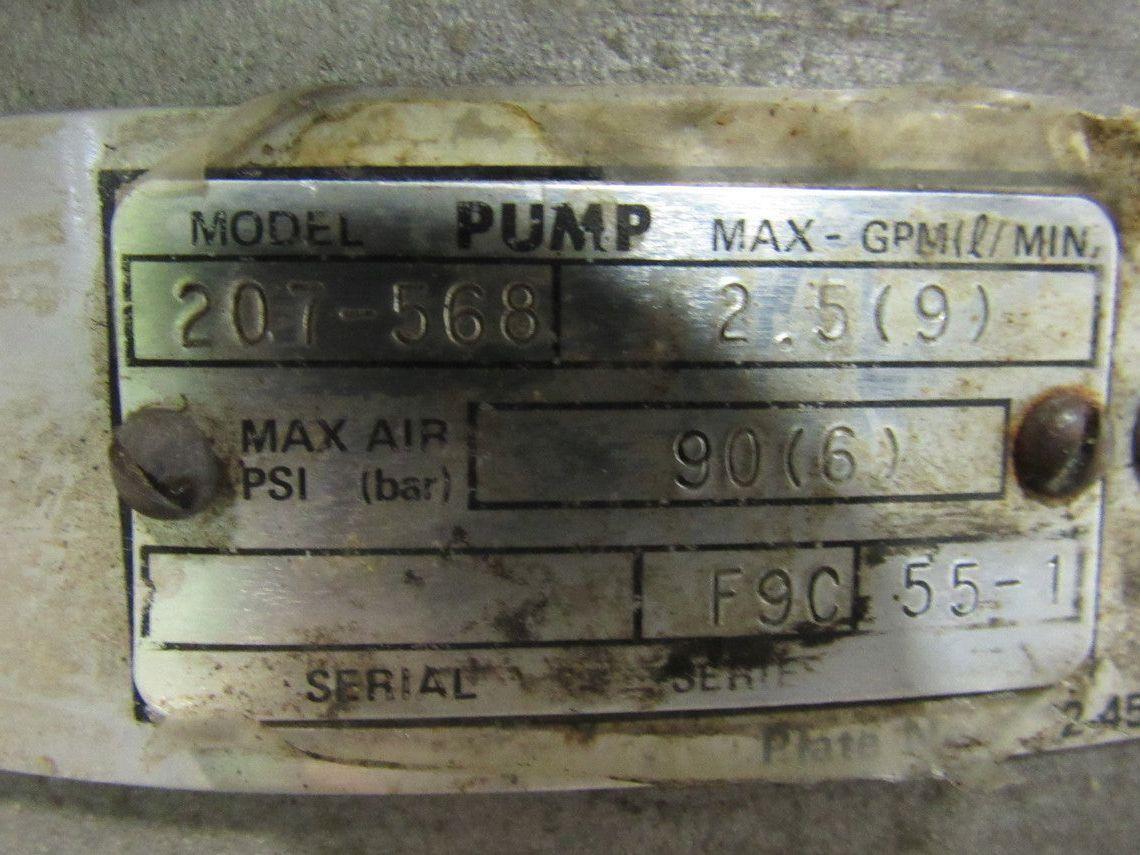 MODEL PUMP MAX - GPM(ℓ/MIN.
207-568 2.5(9)
MAX AIR
PSI (bar) 90(6)
F9C 55-1
SERIAL
Plate